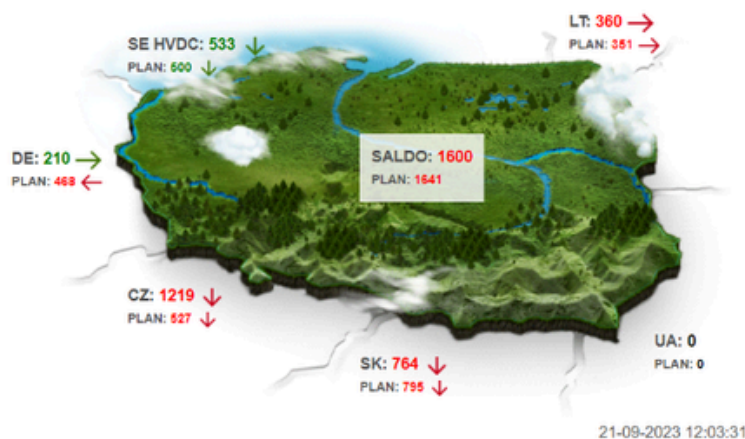 LT: 360
PLAN: 351
SE HVDC: 533
PLAN: 500
DE: 210
PLAN: 468
SALDO: 1600
PLAN: 1641
CZ: 1219
PLAN: 527
SK: 764
PLAN: 795
UA: 0
PLAN: 0
21-09-2023 12:03:31